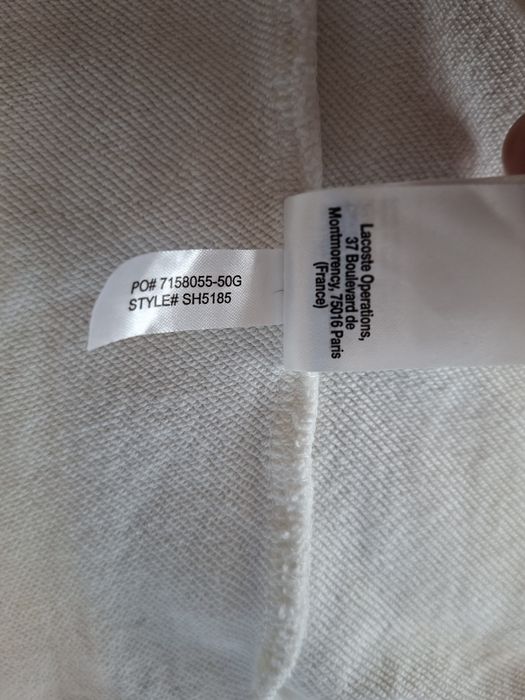 PO# 7158055-50G
STYLE# SH5185
Lacoste Operations,
37 Boulevard de
Montmorency, 75016 Paris
(France)